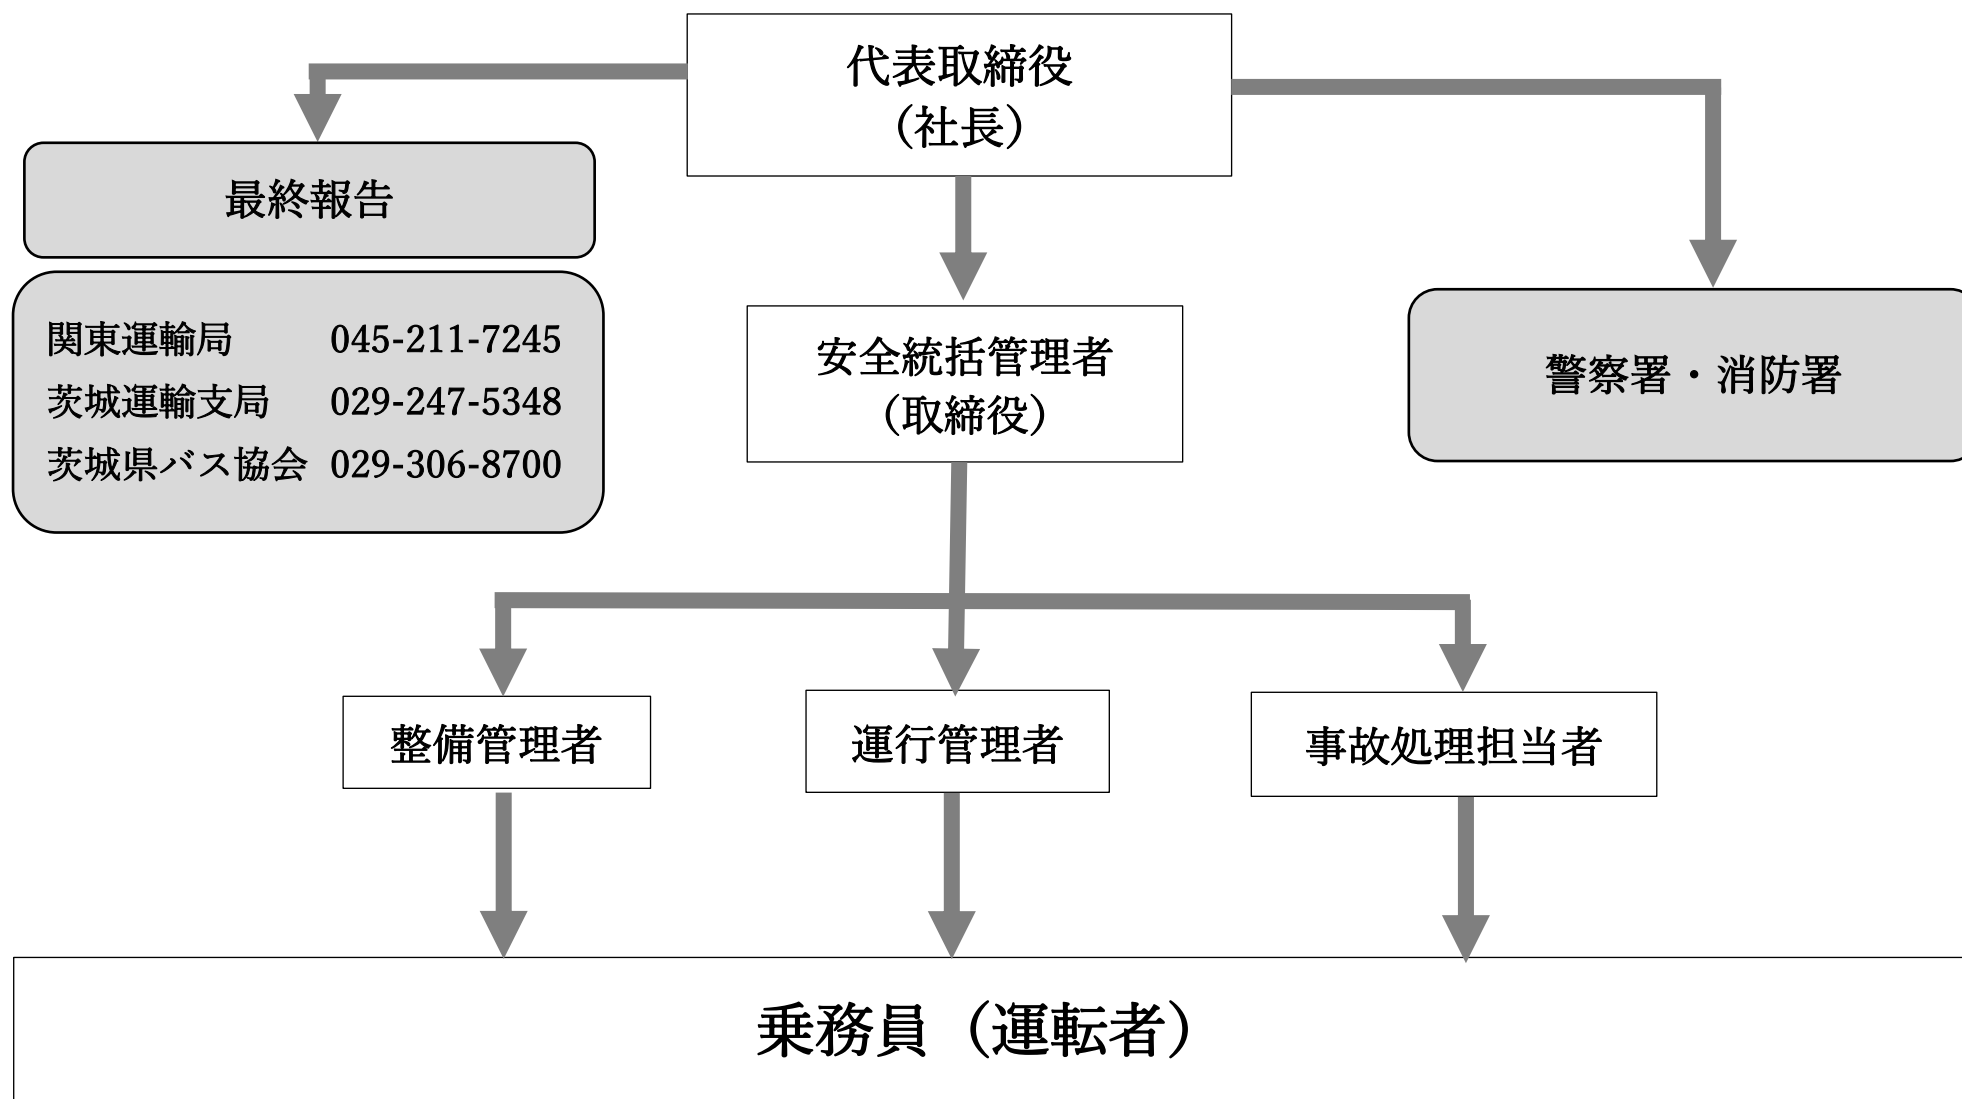 代表取締役
（社長）
最終報告
関東運輸局 045-211-7245
茨城運輸支局 029-247-5348
茨城県バス協会 029-306-8700
安全統括管理者
（取締役）
警察署・消防署
整備管理者
運行管理者
事故処理担当者
乗務員（運転者）